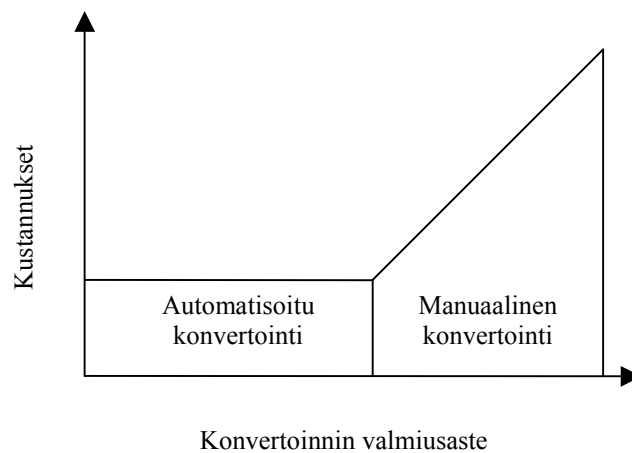 Kustannukset
Automatisoitu
konvertointi
Manuaalinen
konvertointi
Konvertoinnin valmiusaste